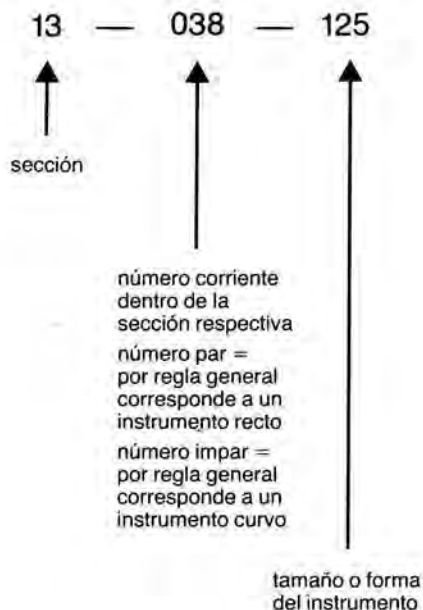 13 — 038 — 125
sección
número corriente
dentro de la
sección respectiva
número par =
por regla general
corresponde a un
instrumento recto
número impar =
por regla general
corresponde a un
instrumento curvo
tamaño o forma
del instrumento